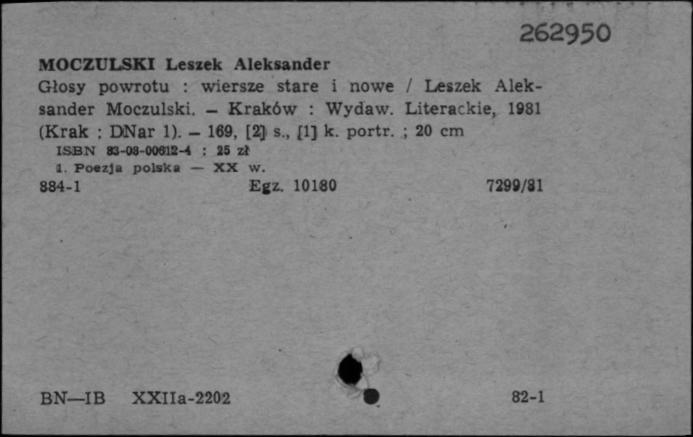 262950
MOCZULSKI Leszek Aleksander
Głosy powrotu : wiersze stare i nowe / Leszek Alek-
sander Moczulski. — Kraków : Wydaw. Literackie, 1981
(Krak : DNar 1). — 169, [2] s., [1] k. portr. ; 20 cm
ISBN 83-08-00612-4 : 25 zł
1. Poezja polska — XX w.
884-1 Egz. 10180 7299/81
BN—IB XXIIa-2202 82-1